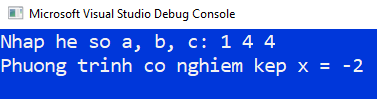 Microsoft Visual Studio Debug Console
Nhap he so a, b, c: 1 4 4
Phuong trinh co nghiem kep x = -2